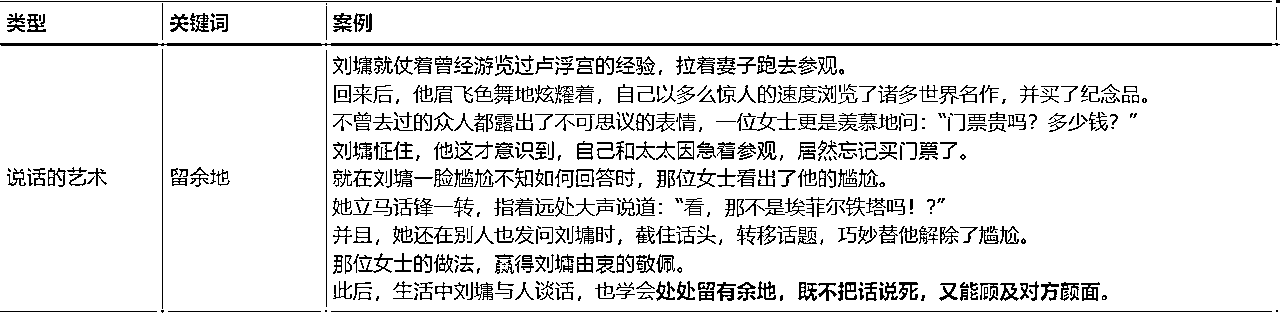 类型 关键词 案例
刘墉就仗着曾经游览过卢浮宫的经验，拉着妻子跑去参观。
回来后，他眉飞色舞地炫耀着，自己以多么惊人的速度浏览了诸多世界名作，并买了纪念品。
不曾去过的众人都露出了不可思议的表情，一位女士更是羡慕地问：“门票贵吗？多少钱？”
刘墉怔住，他这才意识到，自己和太太因急着参观，居然忘记买门票了。
说话的艺术 留余地 就在刘墉一脸尴尬不知如何回答时，那位女士看出了他的尴尬。
她立马话锋一转，指着远处大声说道：“看，那不是埃菲尔铁塔吗！？”
并且，她还在别人也发问刘墉时，截住话头，转移话题，巧妙替他解除了尴尬。
那位女士的做法，赢得刘墉由衷的敬佩。
此后，生活中刘墉与人谈话，也学会处处留有余地，既不把话说死，又能顾及对方颜面。